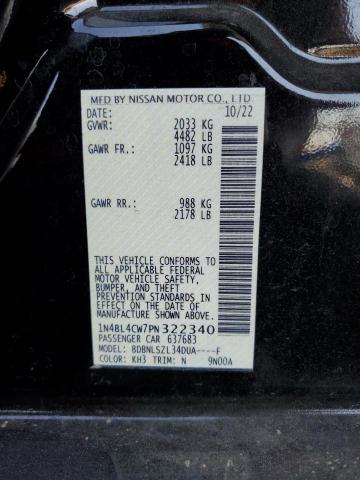 MFD BY NISSAN MOTOR CO., LTD.
DATE: 10/22
GVWR: 2033 KG
4482 LB
GAWR FR.: 1097 KG
2418 LB
GAWR RR.: 988 KG
2178 LB
THIS VEHICLE CONFORMS TO
ALL APPLICABLE FEDERAL
MOTOR VEHICLE SAFETY,
BUMPER, AND THEFT
PREVENTION STANDARDS IN
EFFECT ON THE DATE OF
MANUFACTURE SHOWN ABOVE.
1N4BL4CW7PN322340
PASSENGER CAR 637683
MODEL: BDBNLSZL34DUA----F
COLOR: KH3 TRIM: N 9N00A